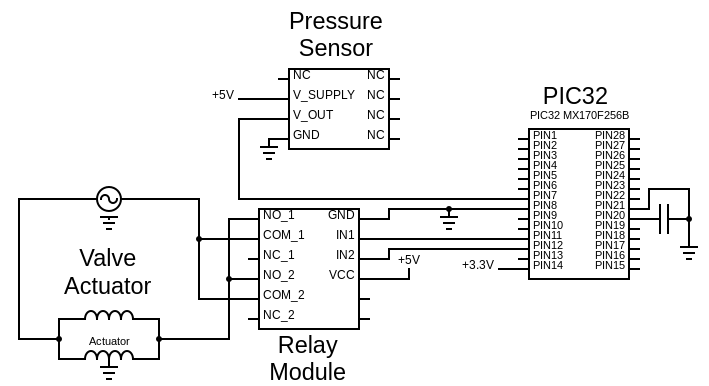 Pressure
Sensor
NC NC
+5V V_SUPPLY NC
V_OUT NC
GND NC
PIC32
PIC32 MX170F256B
PIN1 PIN28
PIN2 PIN27
PIN3 PIN26
PIN4 PIN25
PIN5 PIN24
PIN6 PIN23
PIN7 PIN22
PIN8 PIN21
PIN9 PIN20
PIN10 PIN19
PIN11 PIN18
PIN12 PIN17
PIN13 PIN16
PIN14 PIN15
+3.3V
NO_1 GND
COM_1 IN1
NC_1 IN2
NO_2 VCC
COM_2
NC_2
+5V
Relay
Module
Valve
Actuator
Actuator